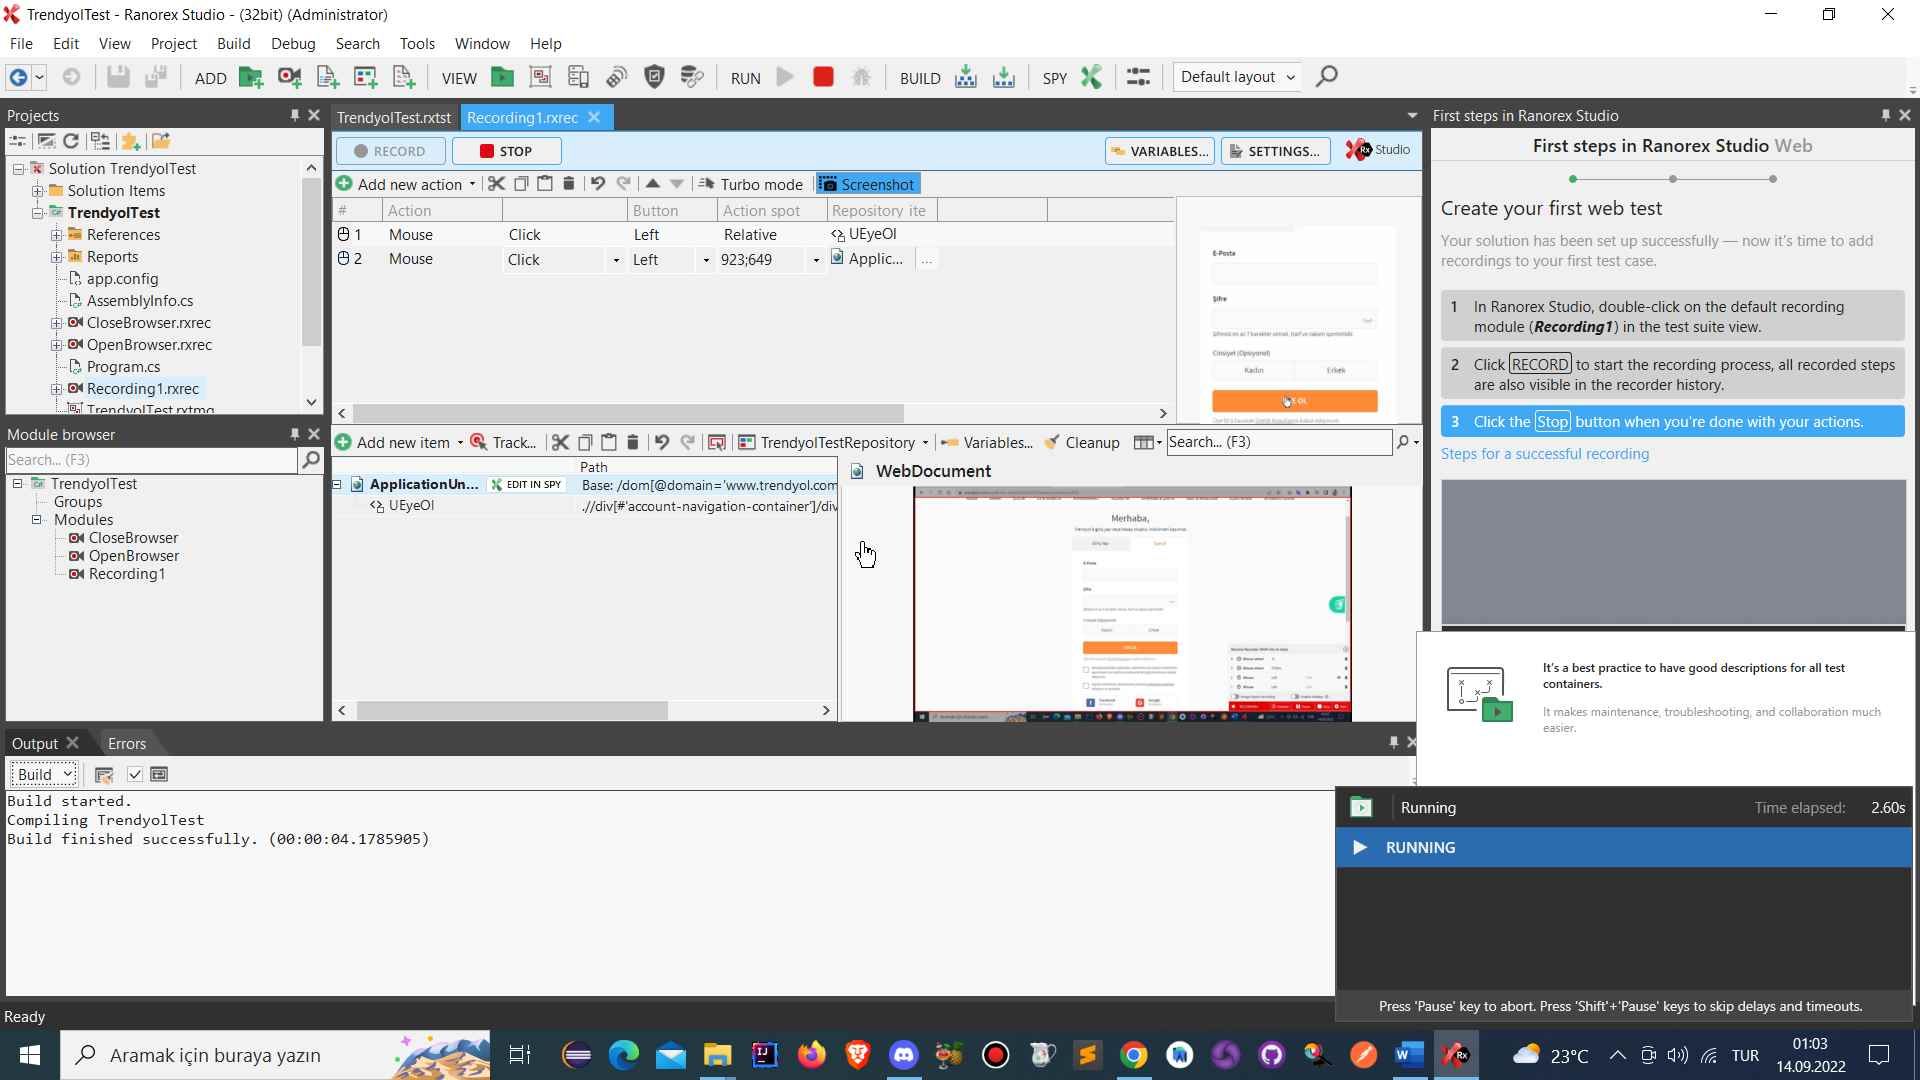 TrendyolTest - Ranorex Studio - (32bit) (Administrator)
File Edit View Project Build Debug Search Tools Window Help
ADD VIEW RUN BUILD SPY Default layout
Projects
Solution TrendyolTest
Solution Items
TrendyolTest
References
Reports
app.config
AssemblyInfo.cs
CloseBrowser.rxrec
OpenBrowser.rxrec
Program.cs
Recording1.rxrec
TrendyolTest.rxtmg
Module browser
Search... (F3)
TrendyolTest
Groups
Modules
CloseBrowser
OpenBrowser
Recording1
TrendyolTest.rxtst Recording1.rxrec
RECORD STOP VARIABLES... SETTINGS... Studio
Add new action Turbo mode Screenshot
# Action Button Action spot Repository ite
1 Mouse Click Left Relative UEyeOl
2 Mouse Click Left 923;649 Applic... ...
E-Posta
Şifre
Cinsiyet (Opsiyonel)
Kadın Erkek
Add new item Track... TrendyolTestRepository Variables... Cleanup Search... (F3)
Path
ApplicationUn... EDIT IN SPY Base: /dom[@domain='www.trendyol.com
UEyeOl .//div[#'account-navigation-container']/div
WebDocument
Merhaba,
First steps in Ranorex Studio
First steps in Ranorex Studio Web
Create your first web test
Your solution has been set up successfully — now it's time to add
recordings to your first test case.
1 In Ranorex Studio, double-click on the default recording
module (Recording1) in the test suite view.
2 Click RECORD to start the recording process, all recorded steps
are also visible in the recorder history.
3 Click the Stop button when you're done with your actions.
Steps for a successful recording
It's a best practice to have good descriptions for all test
containers.
It makes maintenance, troubleshooting, and collaboration much
easier.
Output Errors
Build
Build started.
Compiling TrendyolTest
Build finished successfully. (00:00:04.1785905)
Running Time elapsed: 2.60s
RUNNING
Press 'Pause' key to abort. Press 'Shift'+'Pause' keys to skip delays and timeouts.
Ready
Aramak için buraya yazın
23°C TUR 01:03
14.09.2022